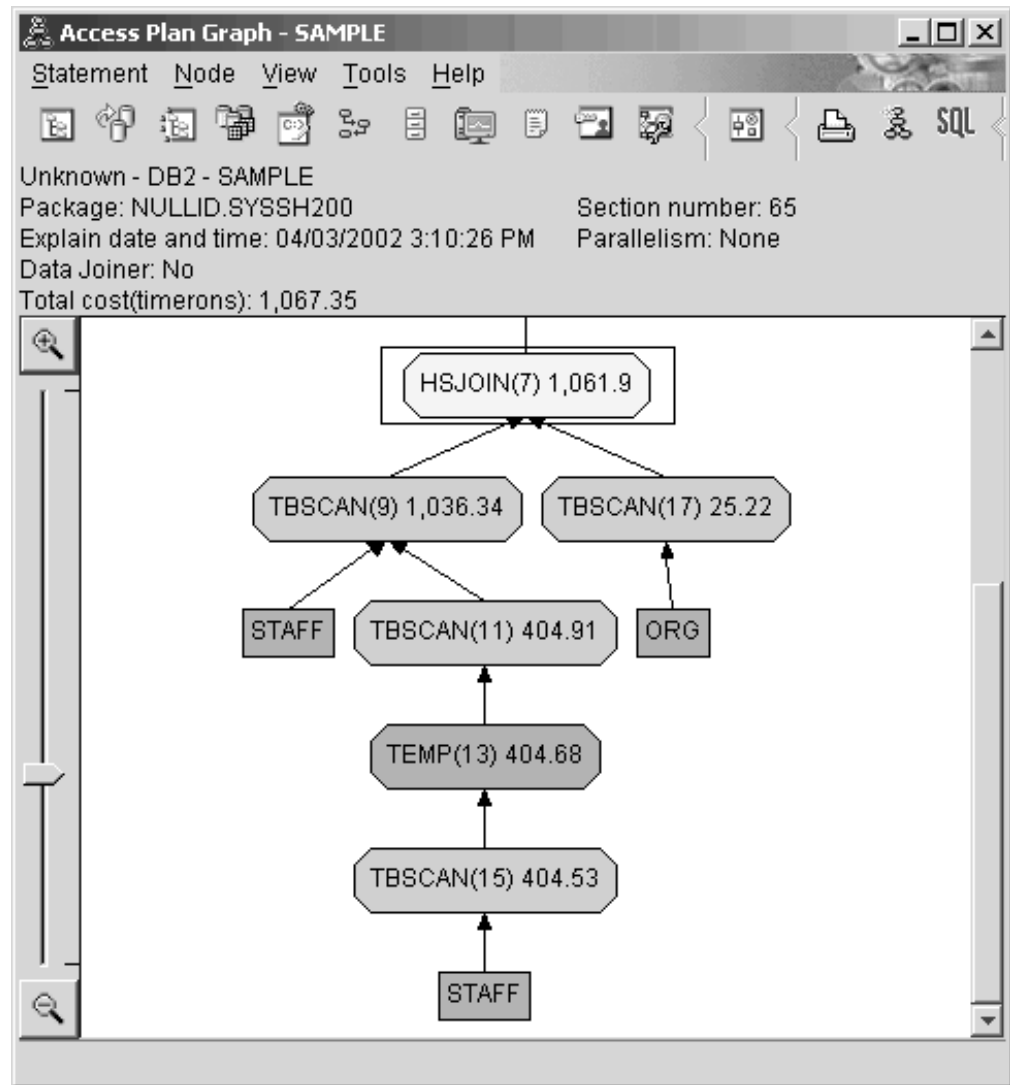 Access Plan Graph - SAMPLE
Statement Node View Tools Help
SQL
Unknown - DB2 - SAMPLE
Package: NULLID.SYSSH200 Section number: 65
Explain date and time: 04/03/2002 3:10:26 PM Parallelism: None
Data Joiner: No
Total cost(timerons): 1,067.35
HSJOIN(7) 1,061.9
TBSCAN(9) 1,036.34 TBSCAN(17) 25.22
STAFF TBSCAN(11) 404.91 ORG
TEMP(13) 404.68
TBSCAN(15) 404.53
STAFF